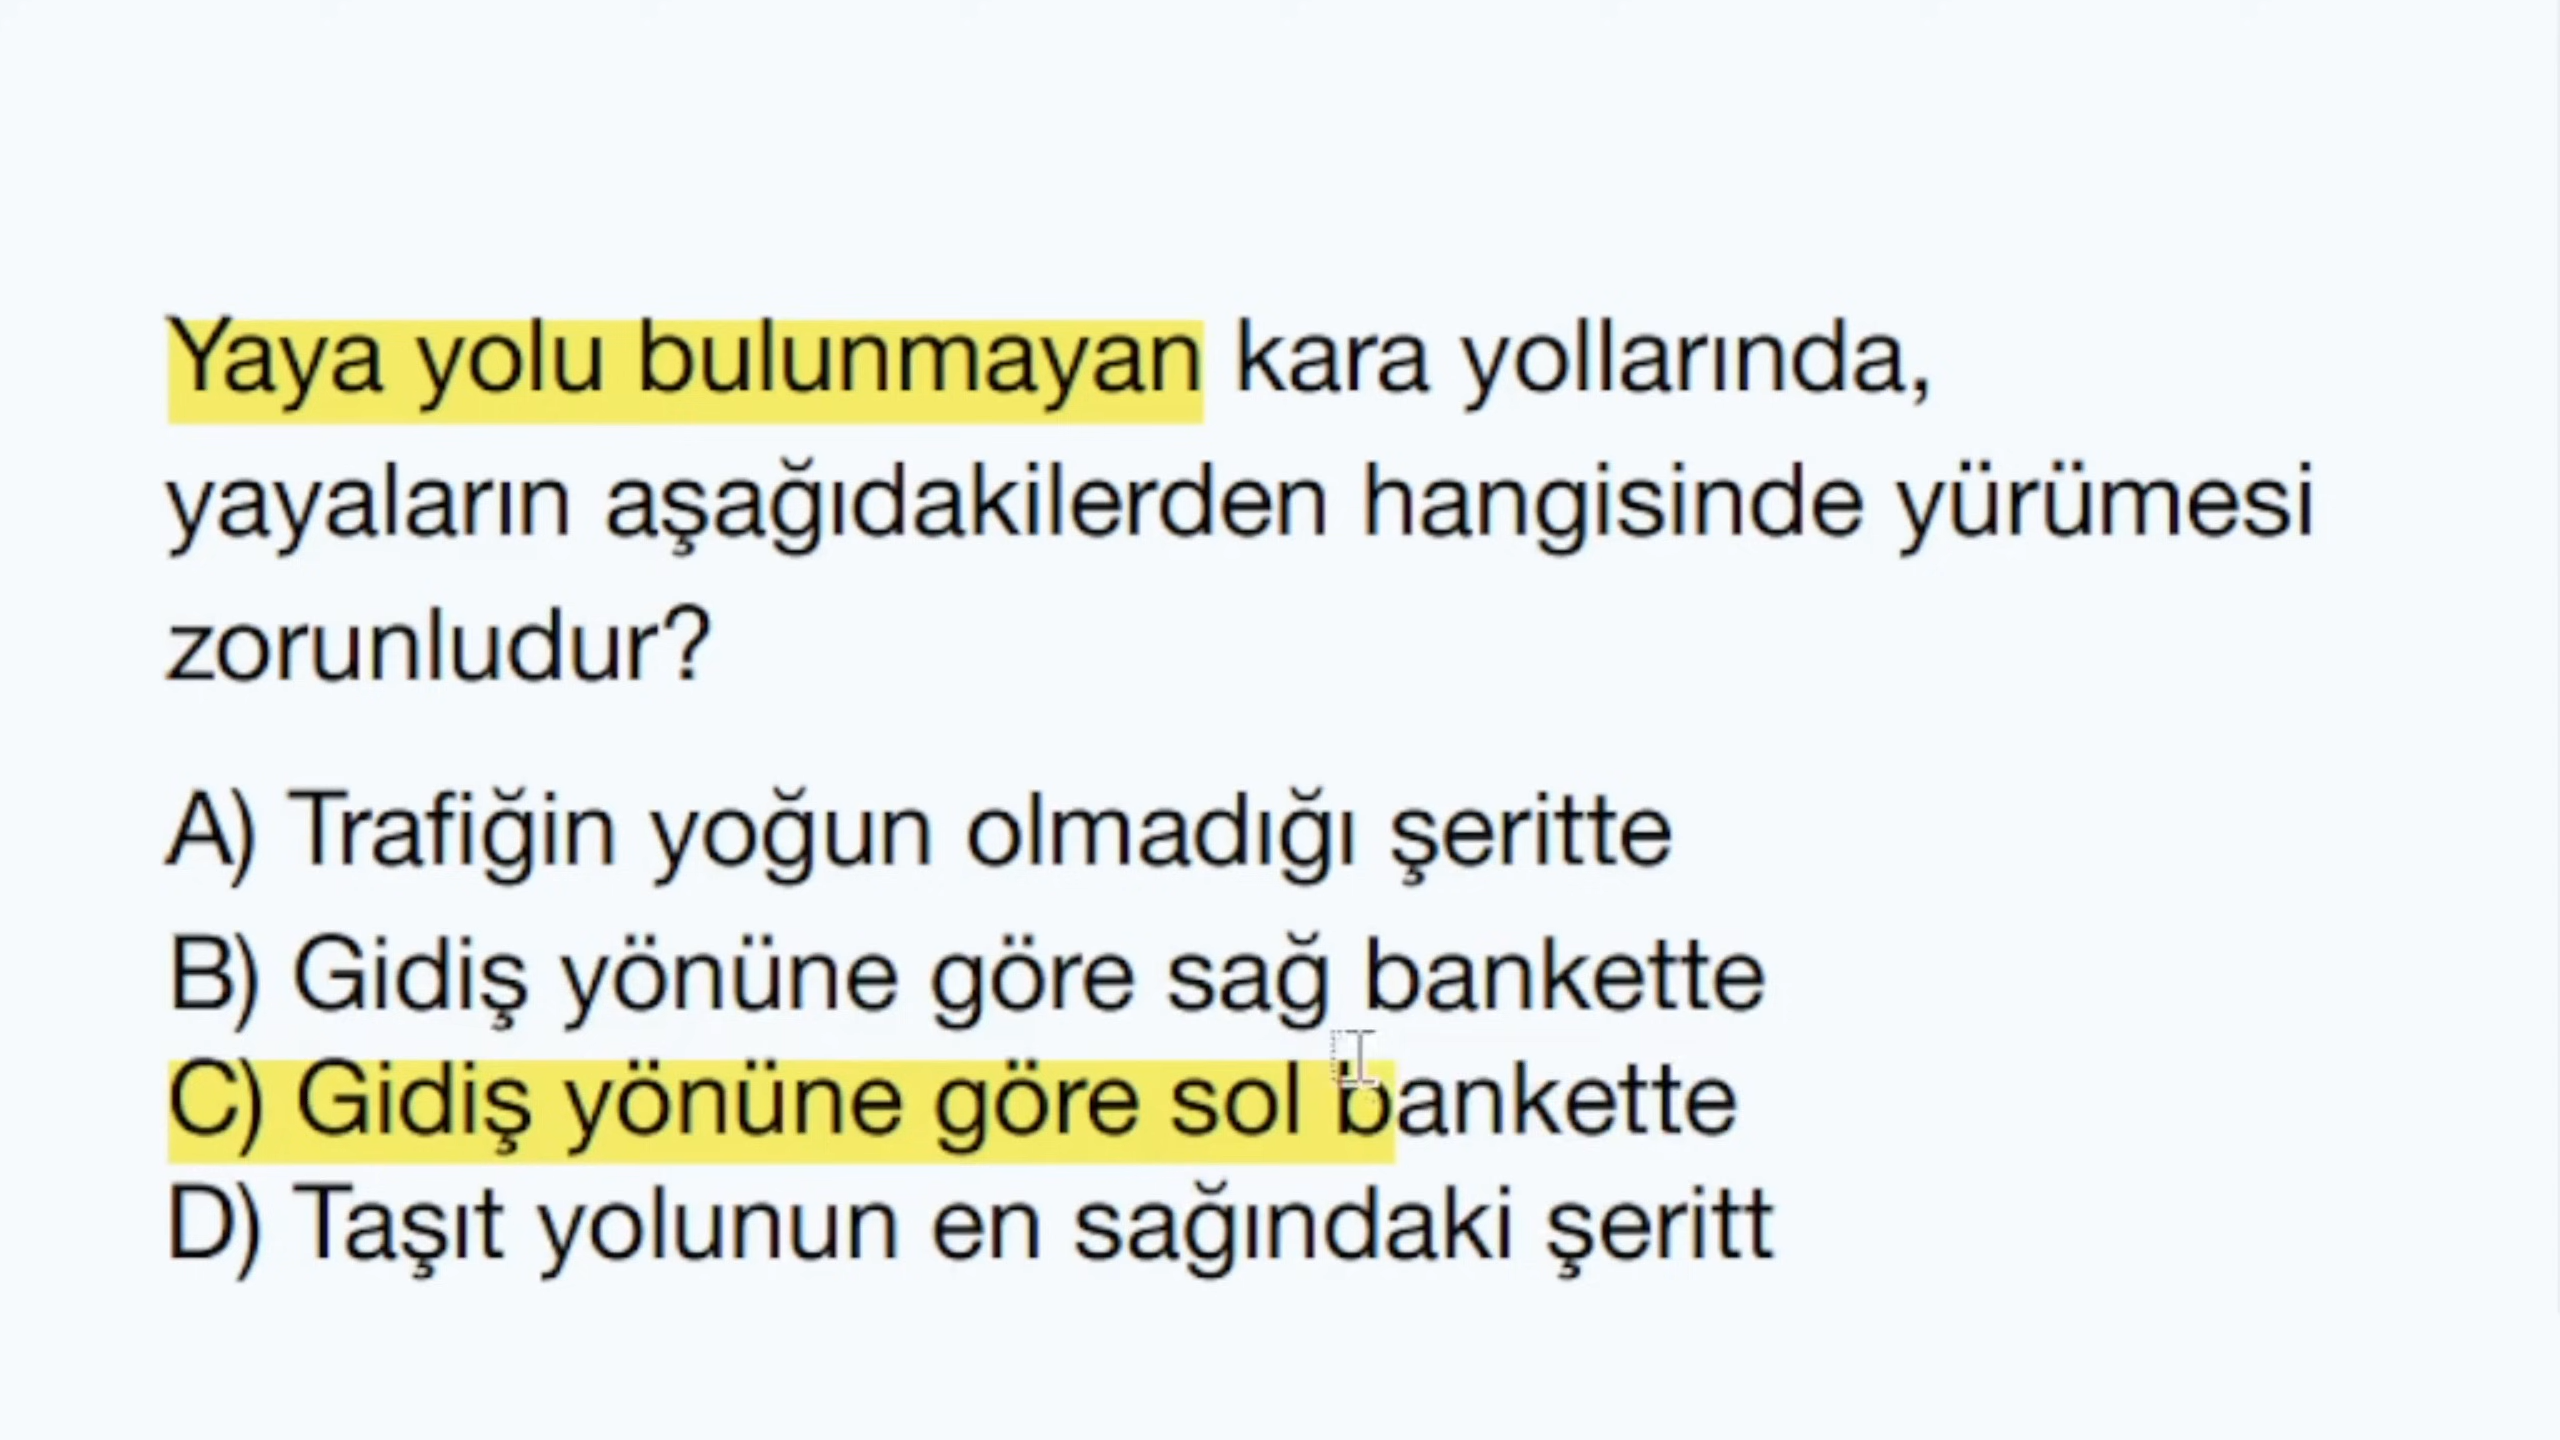 Yaya yolu bulunmayan kara yollarında,
yayaların aşağıdakilerden hangisinde yürümesi
zorunludur?
A) Trafiğin yoğun olmadığı şeritte
B) Gidiş yönüne göre sağ bankette
C) Gidiş yönüne göre sol bankette
D) Taşıt yolunun en sağındaki şeritt